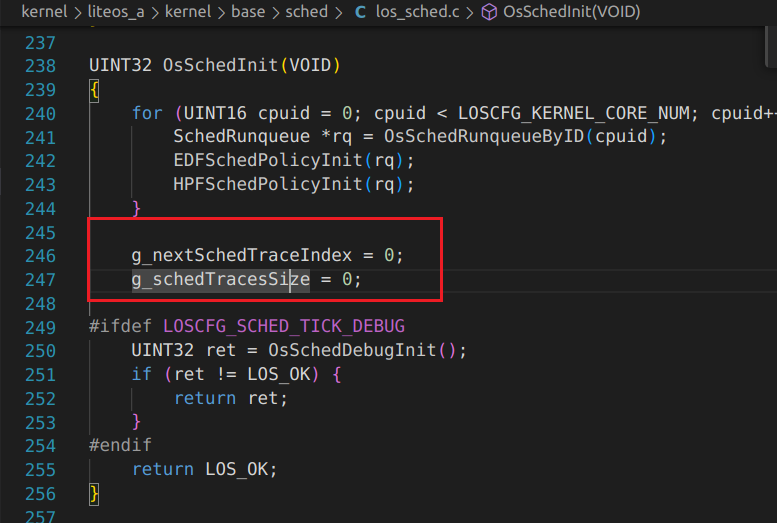 kernel > liteos_a > kernel > base > sched > C los_sched.c > OsSchedInit(VOID)
237
238 UINT32 OsSchedInit(VOID)
239 {
240     for (UINT16 cpuid = 0; cpuid < LOSCFG_KERNEL_CORE_NUM; cpuid++
241         SchedRunqueue *rq = OsSchedRunqueueByID(cpuid);
242         EDFSchedPolicyInit(rq);
243         HPFSchedPolicyInit(rq);
244     }
245
246     g_nextSchedTraceIndex = 0;
247     g_schedTracesSize = 0;
248
249 #ifdef LOSCFG_SCHED_TICK_DEBUG
250     UINT32 ret = OsSchedDebugInit();
251     if (ret != LOS_OK) {
252         return ret;
253     }
254 #endif
255     return LOS_OK;
256 }
257